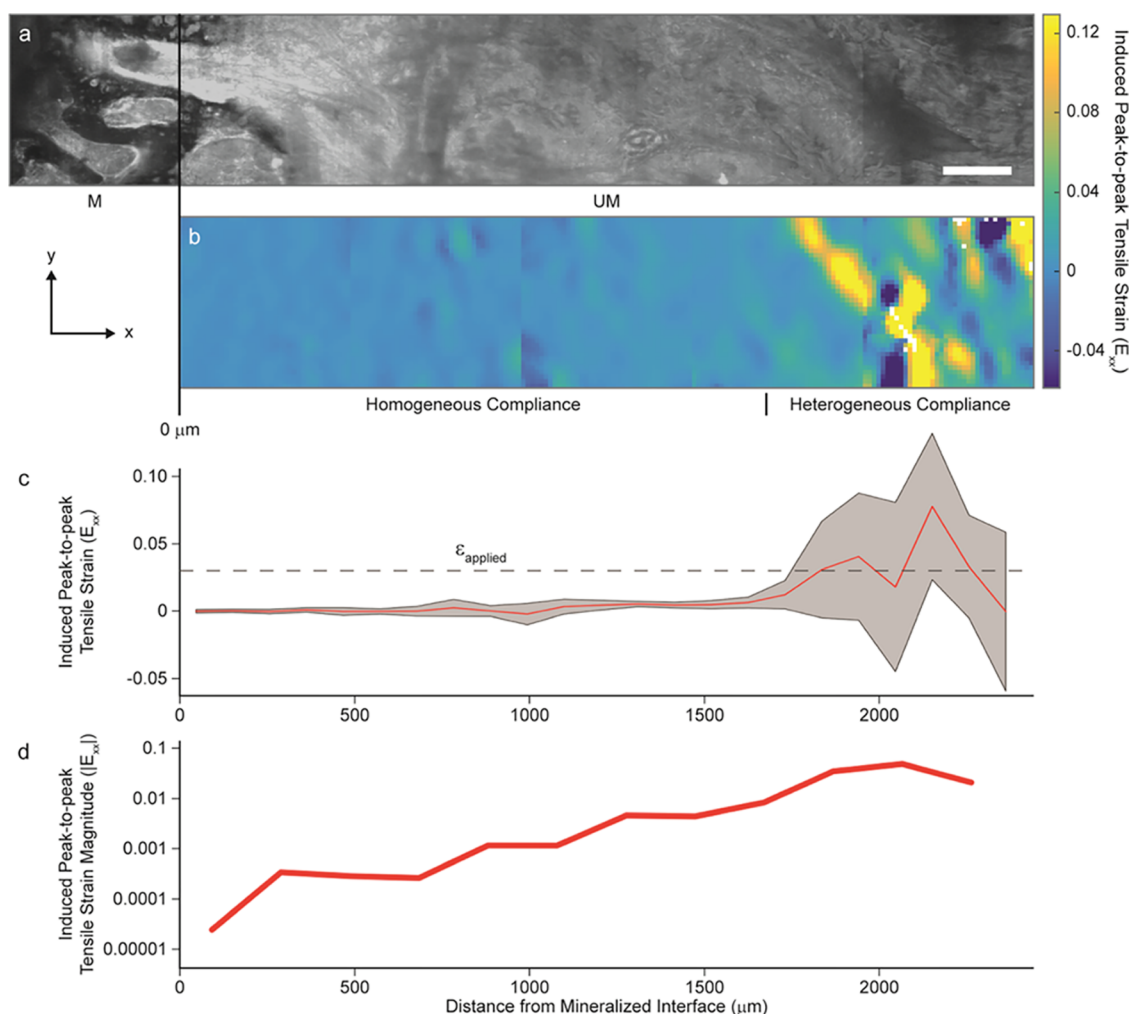 a
0.12
0.08
0.04
0
-0.04
Induced Peak-to-peak Tensile Strain (Exx)
M
UM
b
y
x
Homogeneous Compliance
Heterogeneous Compliance
0 μm
c
Induced Peak-to-peak
Tensile Strain (Exx)
0.10
0.05
0
-0.05
εapplied
0
500
1000
1500
2000
d
Induced Peak-to-peak
Tensile Strain Magnitude (|Exx|)
0.1
0.01
0.001
0.0001
0.00001
0
500
1000
1500
2000
Distance from Mineralized Interface (μm)